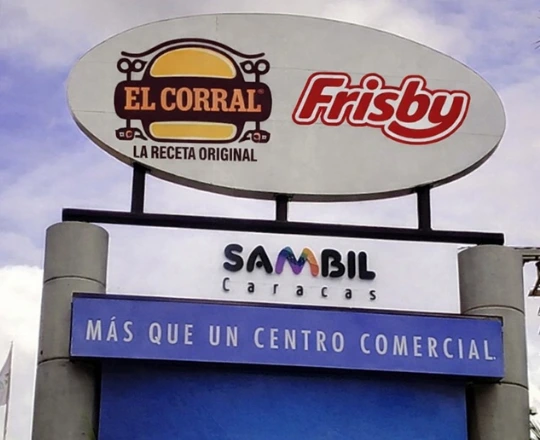 EL CORRAL®
LA RECETA ORIGINAL
Frisby
SAMBIL
Caracas
MÁS QUE UN CENTRO COMERCIAL.